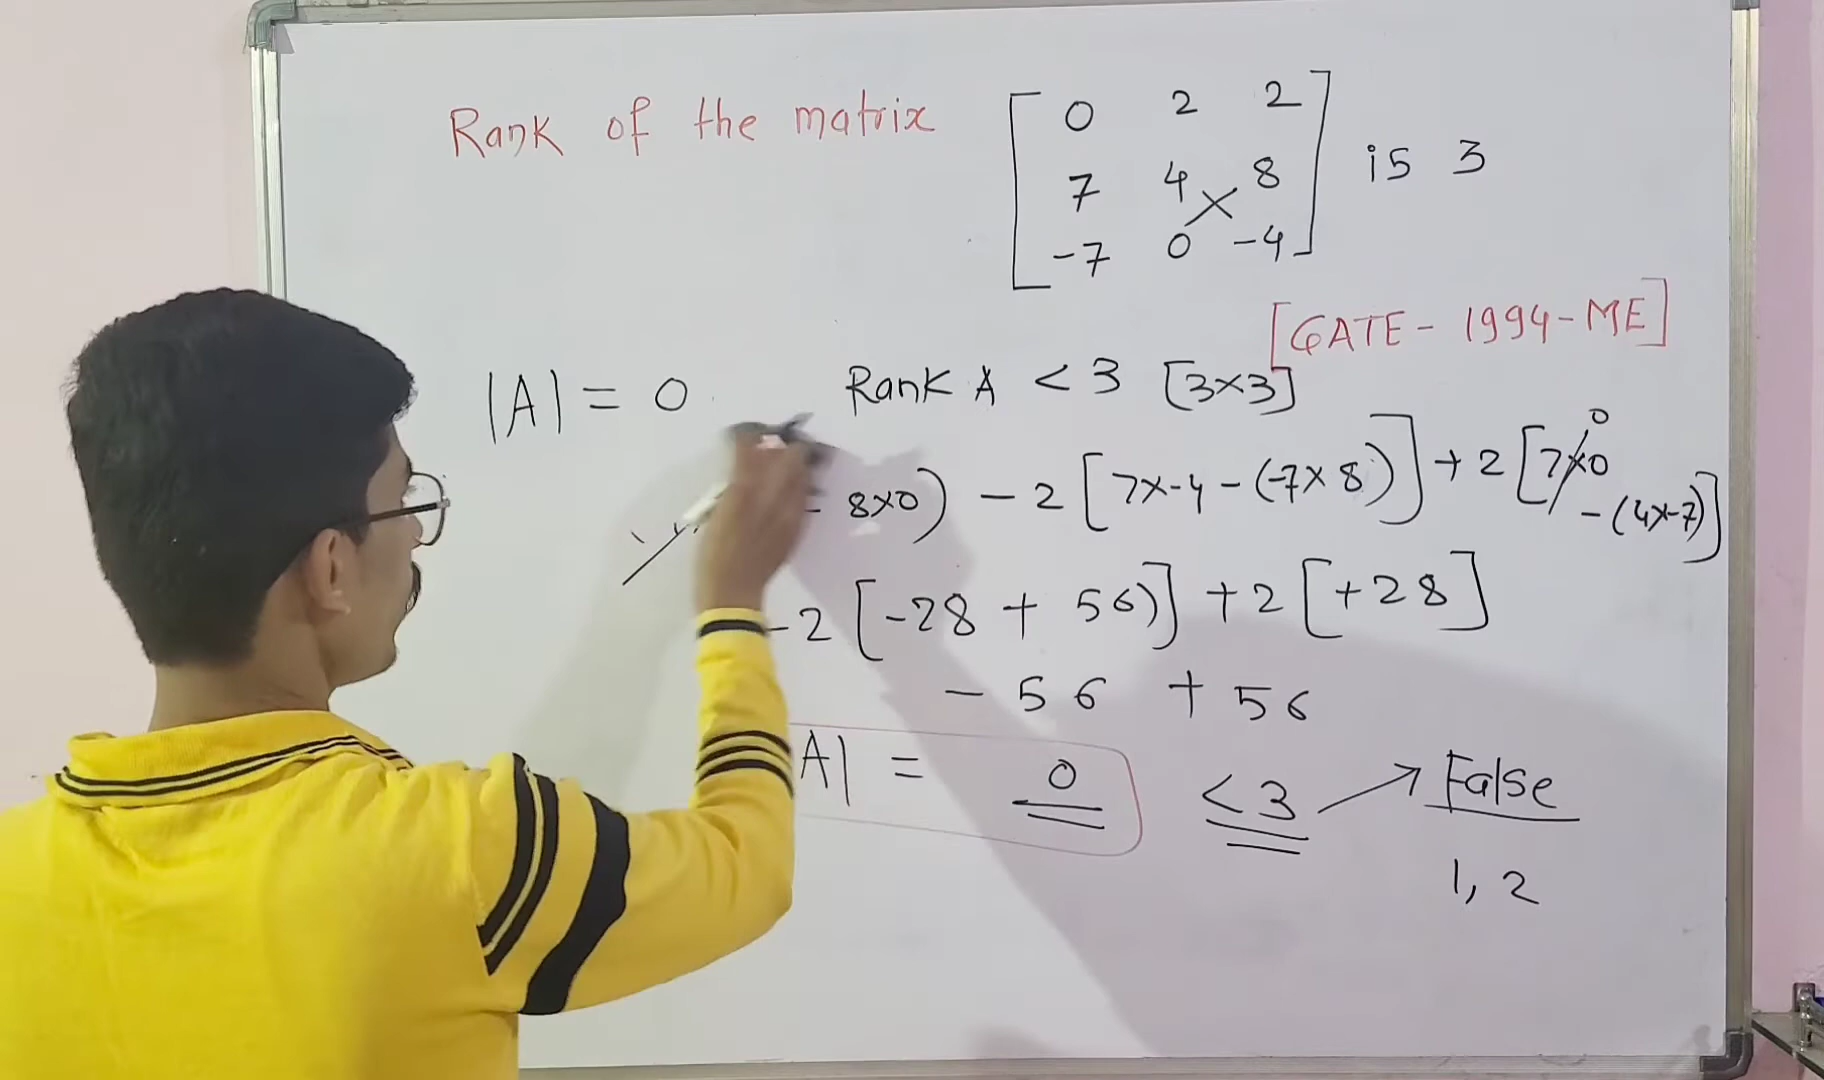 Rank of the matrix [ 0 2 2
7 4 8
-7 0 -4 ] is 3
[GATE - 1994 - ME]
|A| = 0 Rank A < 3 [3×3]
8×0) - 2 [7×-4 - (-7×8)] + 2 [7×0 0
- (4×-7)]
-2 [-28 + 56)] + 2 [+28]
- 56 + 56
A| = 0 < 3 → False
1, 2